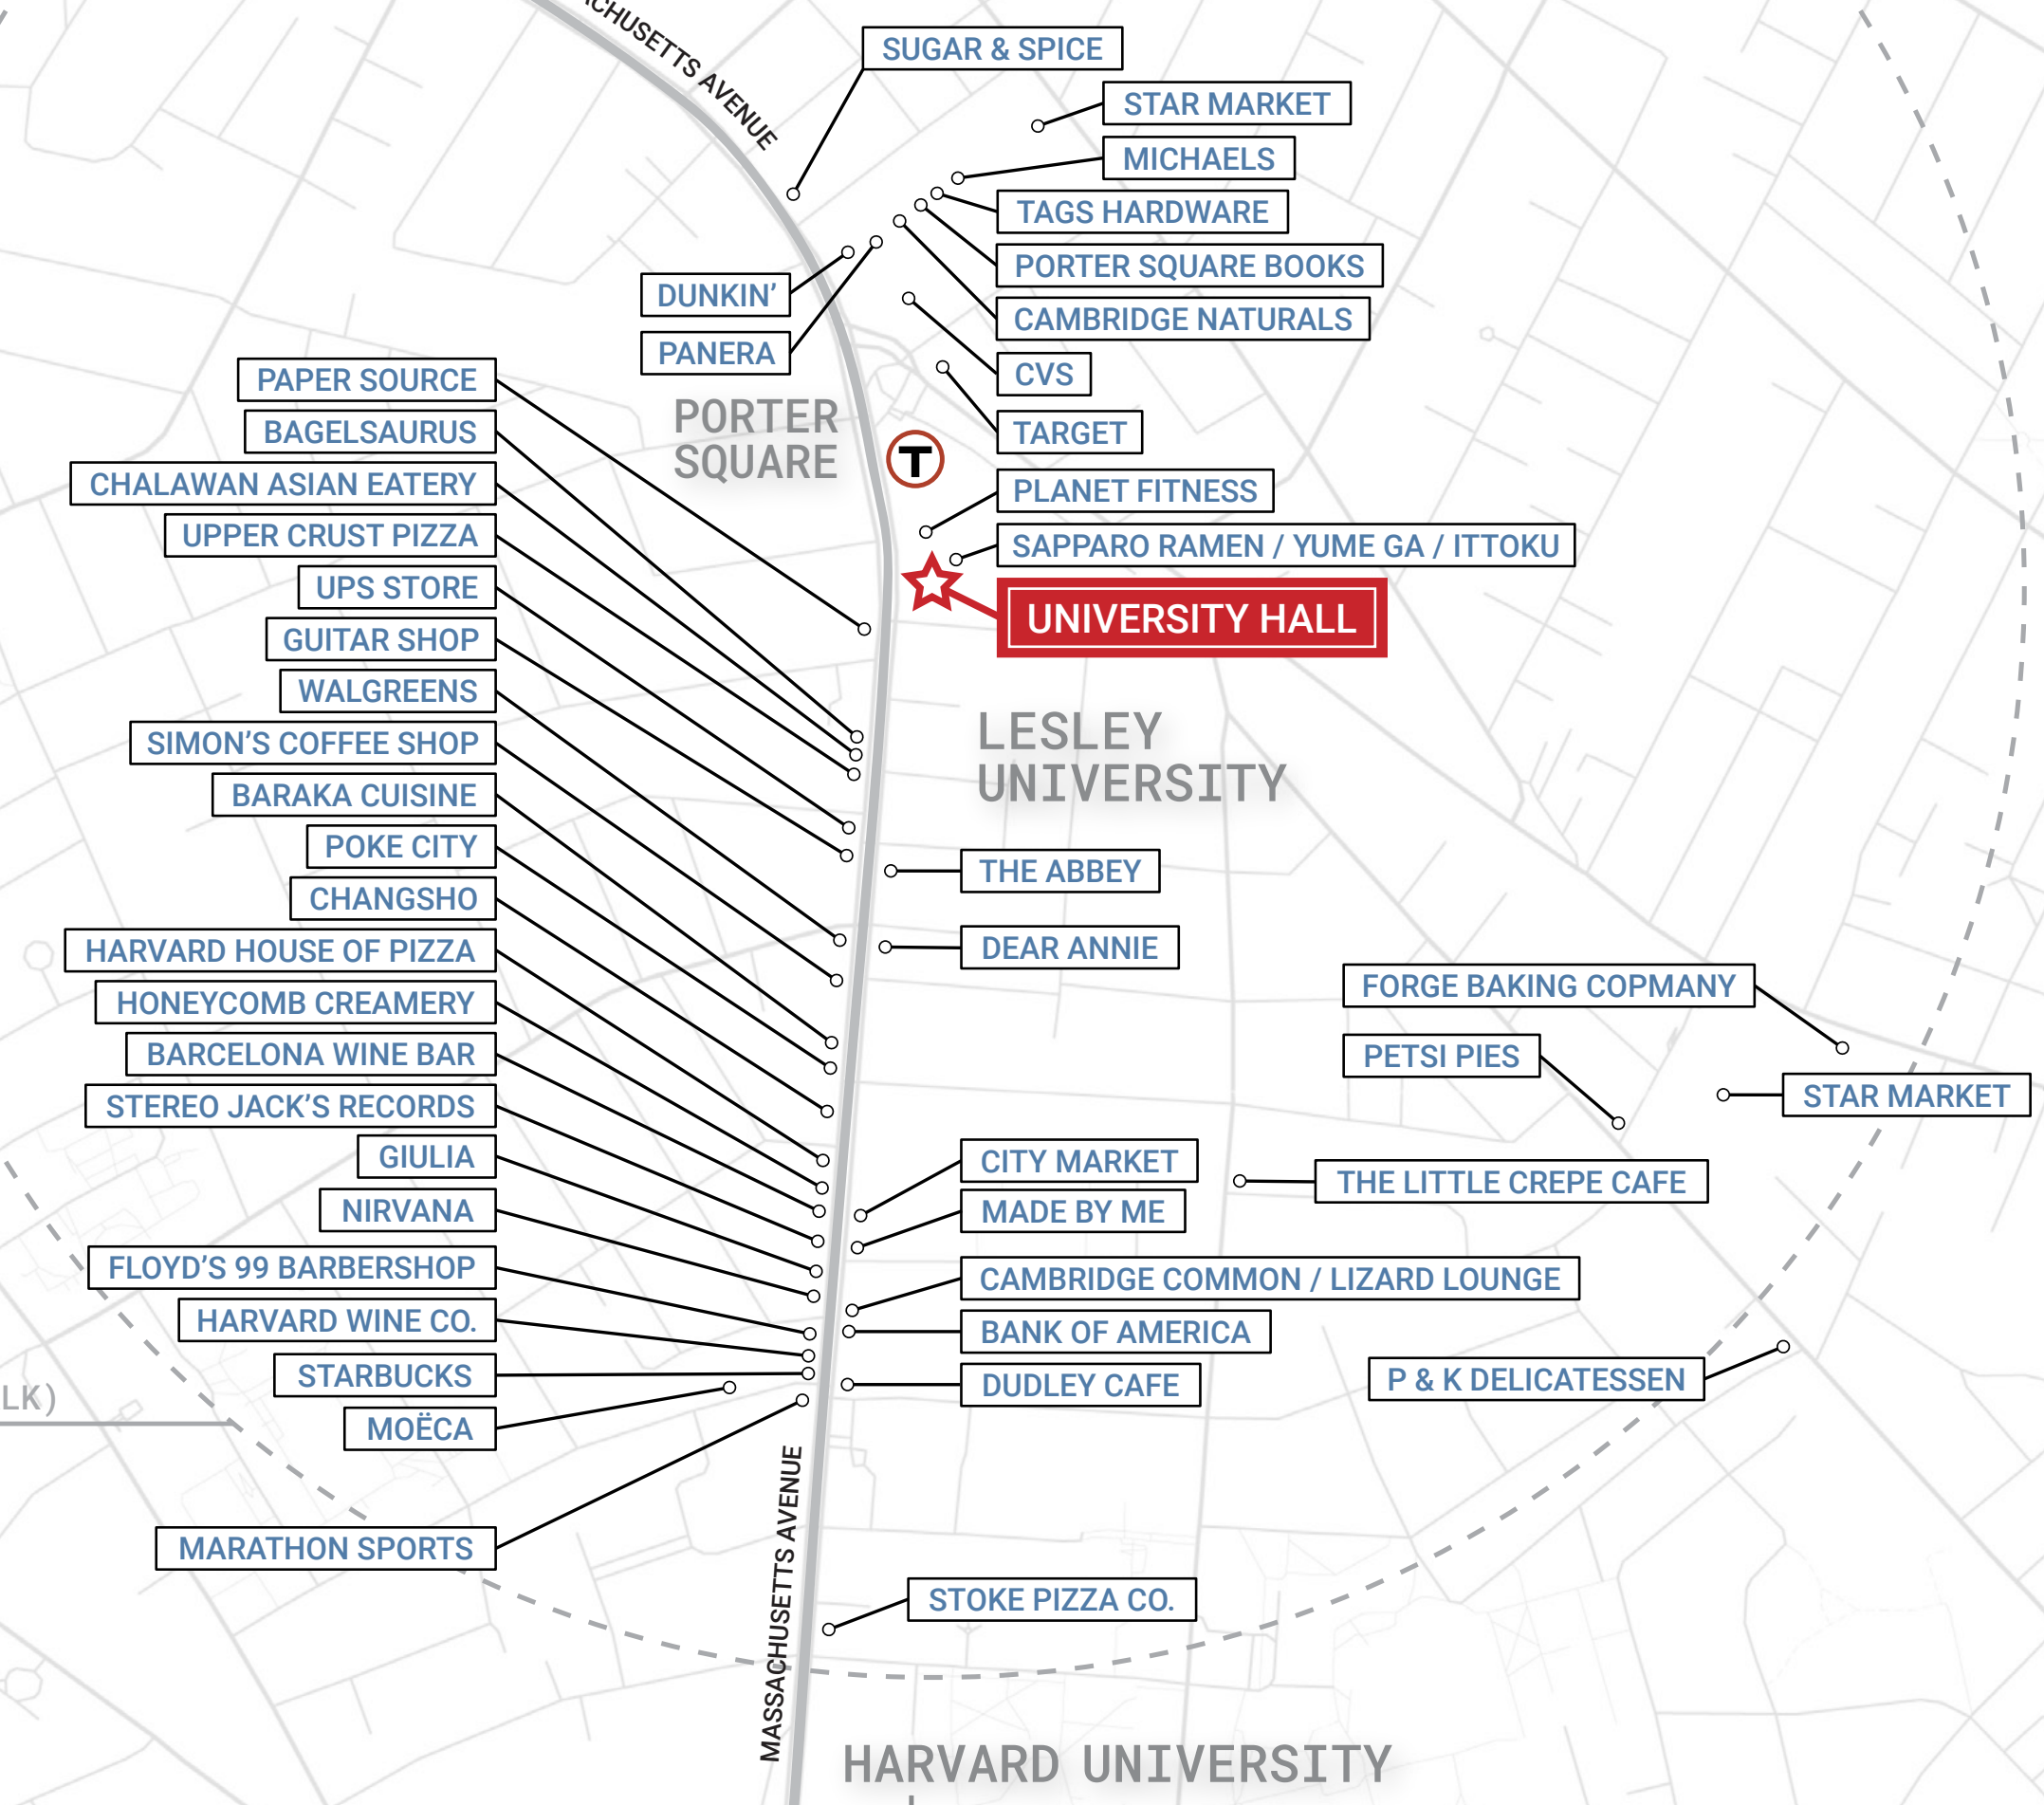 ACHUSETTS AVENUE
SUGAR & SPICE
STAR MARKET
MICHAELS
TAGS HARDWARE
PORTER SQUARE BOOKS
DUNKIN’
CAMBRIDGE NATURALS
PANERA
CVS
PORTER
SQUARE
TARGET
T
PLANET FITNESS
SAPPARO RAMEN / YUME GA / ITTOKU
UNIVERSITY HALL
LESLEY
UNIVERSITY
PAPER SOURCE
BAGELSAURUS
CHALAWAN ASIAN EATERY
UPPER CRUST PIZZA
UPS STORE
GUITAR SHOP
WALGREENS
SIMON’S COFFEE SHOP
BARAKA CUISINE
POKE CITY
CHANGSHO
HARVARD HOUSE OF PIZZA
HONEYCOMB CREAMERY
BARCELONA WINE BAR
STEREO JACK’S RECORDS
GIULIA
NIRVANA
FLOYD’S 99 BARBERSHOP
HARVARD WINE CO.
STARBUCKS
MOËCA
MARATHON SPORTS
LK)
THE ABBEY
DEAR ANNIE
FORGE BAKING COPMANY
PETSI PIES
STAR MARKET
CITY MARKET
THE LITTLE CREPE CAFE
MADE BY ME
CAMBRIDGE COMMON / LIZARD LOUNGE
BANK OF AMERICA
DUDLEY CAFE
P & K DELICATESSEN
MASSACHUSETTS AVENUE
STOKE PIZZA CO.
HARVARD UNIVERSITY